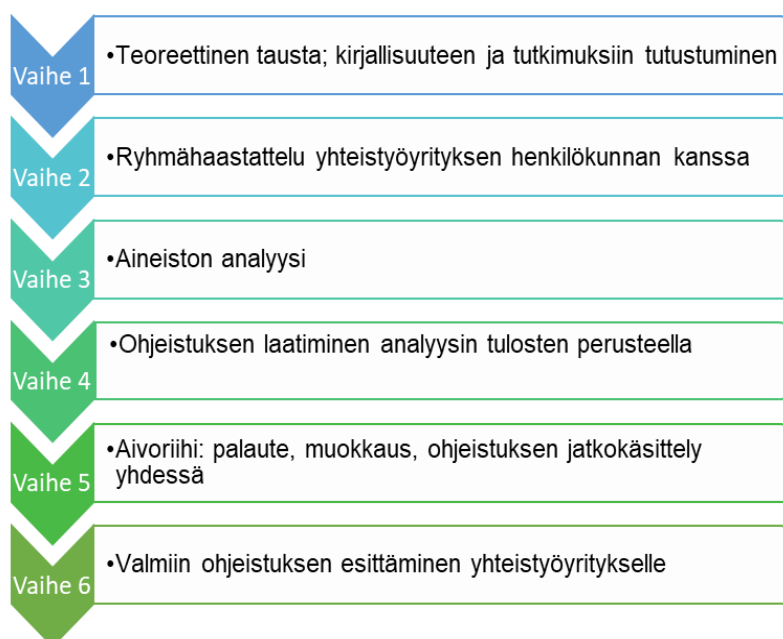 Vaihe 1
•Teoreettinen tausta; kirjallisuuteen ja tutkimuksiin tutustuminen
Vaihe 2
•Ryhmähaastattelu yhteistyöyrityksen henkilökunnan kanssa
Vaihe 3
•Aineiston analyysi
Vaihe 4
•Ohjeistuksen laatiminen analyysin tulosten perusteella
Vaihe 5
•Aivoriihi: palaute, muokkaus, ohjeistuksen jatkokäsittely
yhdessä
Vaihe 6
•Valmiin ohjeistuksen esittäminen yhteistyöyritykselle